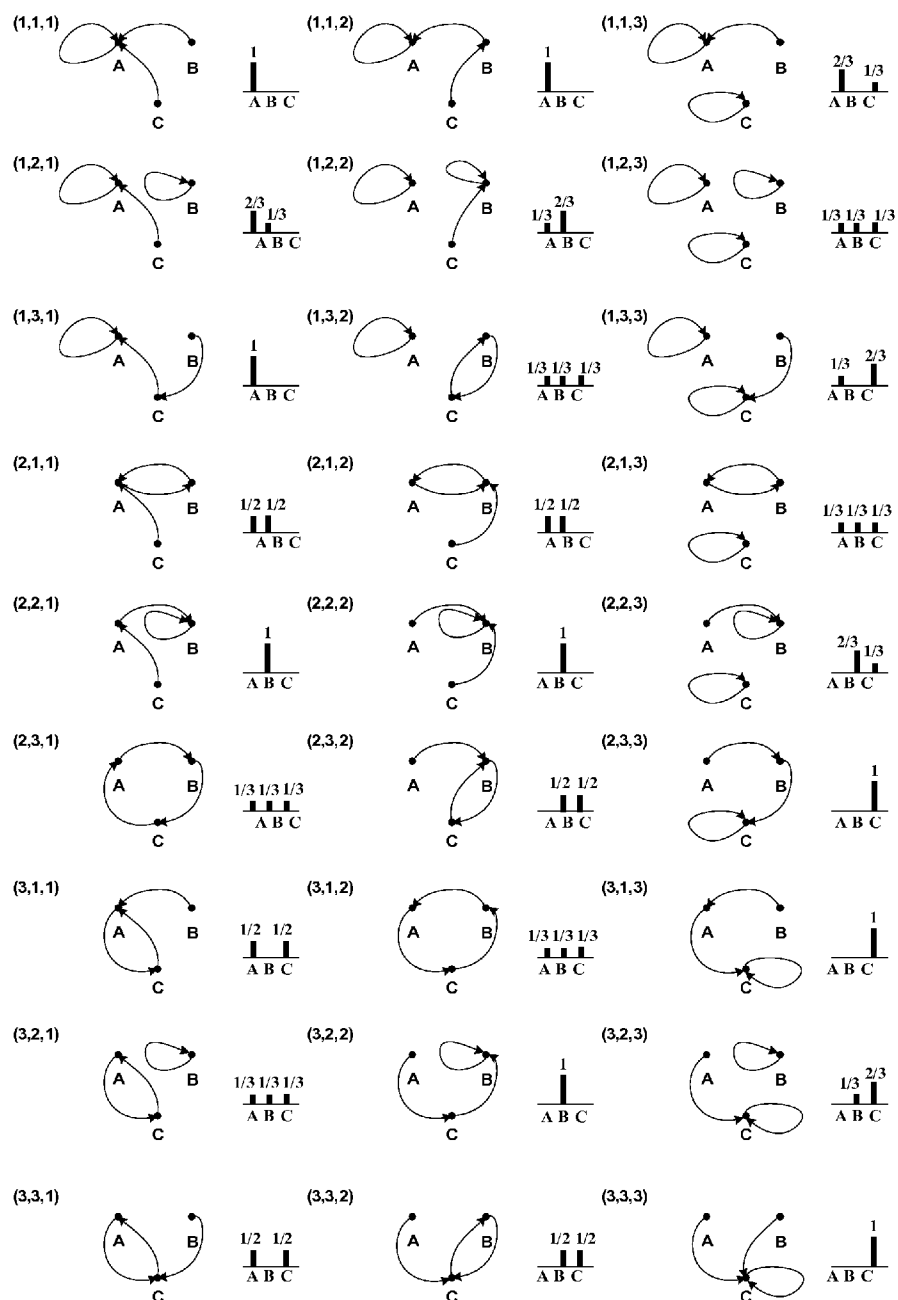 (1,1,1) (1,1,2) (1,1,3)
A B 1 A B 1 A B 2/3 1/3
C A B C C A B C C A B C
(1,2,1) (1,2,2) (1,2,3)
A B 2/3 1/3 A B 1/3 2/3 A B 1/3 1/3 1/3
C A B C C A B C C A B C
(1,3,1) (1,3,2) (1,3,3)
A B 1 A B 1/3 1/3 1/3 A B 1/3 2/3
C A B C C A B C C A B C
(2,1,1) (2,1,2) (2,1,3)
A B 1/2 1/2 A B 1/2 1/2 A B 1/3 1/3 1/3
C A B C C A B C C A B C
(2,2,1) (2,2,2) (2,2,3)
A B 1 A B 1 A B 2/3 1/3
C A B C C A B C C A B C
(2,3,1) (2,3,2) (2,3,3)
A B 1/3 1/3 1/3 A B 1/2 1/2 A B 1
C A B C C A B C C A B C
(3,1,1) (3,1,2) (3,1,3)
A B 1/2 1/2 A B 1/3 1/3 1/3 A B 1
C A B C C A B C C A B C
(3,2,1) (3,2,2) (3,2,3)
A B 1/3 1/3 1/3 A B 1 A B 1/3 2/3
C A B C C A B C C A B C
(3,3,1) (3,3,2) (3,3,3)
A B 1/2 1/2 A B 1/2 1/2 A B 1
C A B C C A B C C A B C